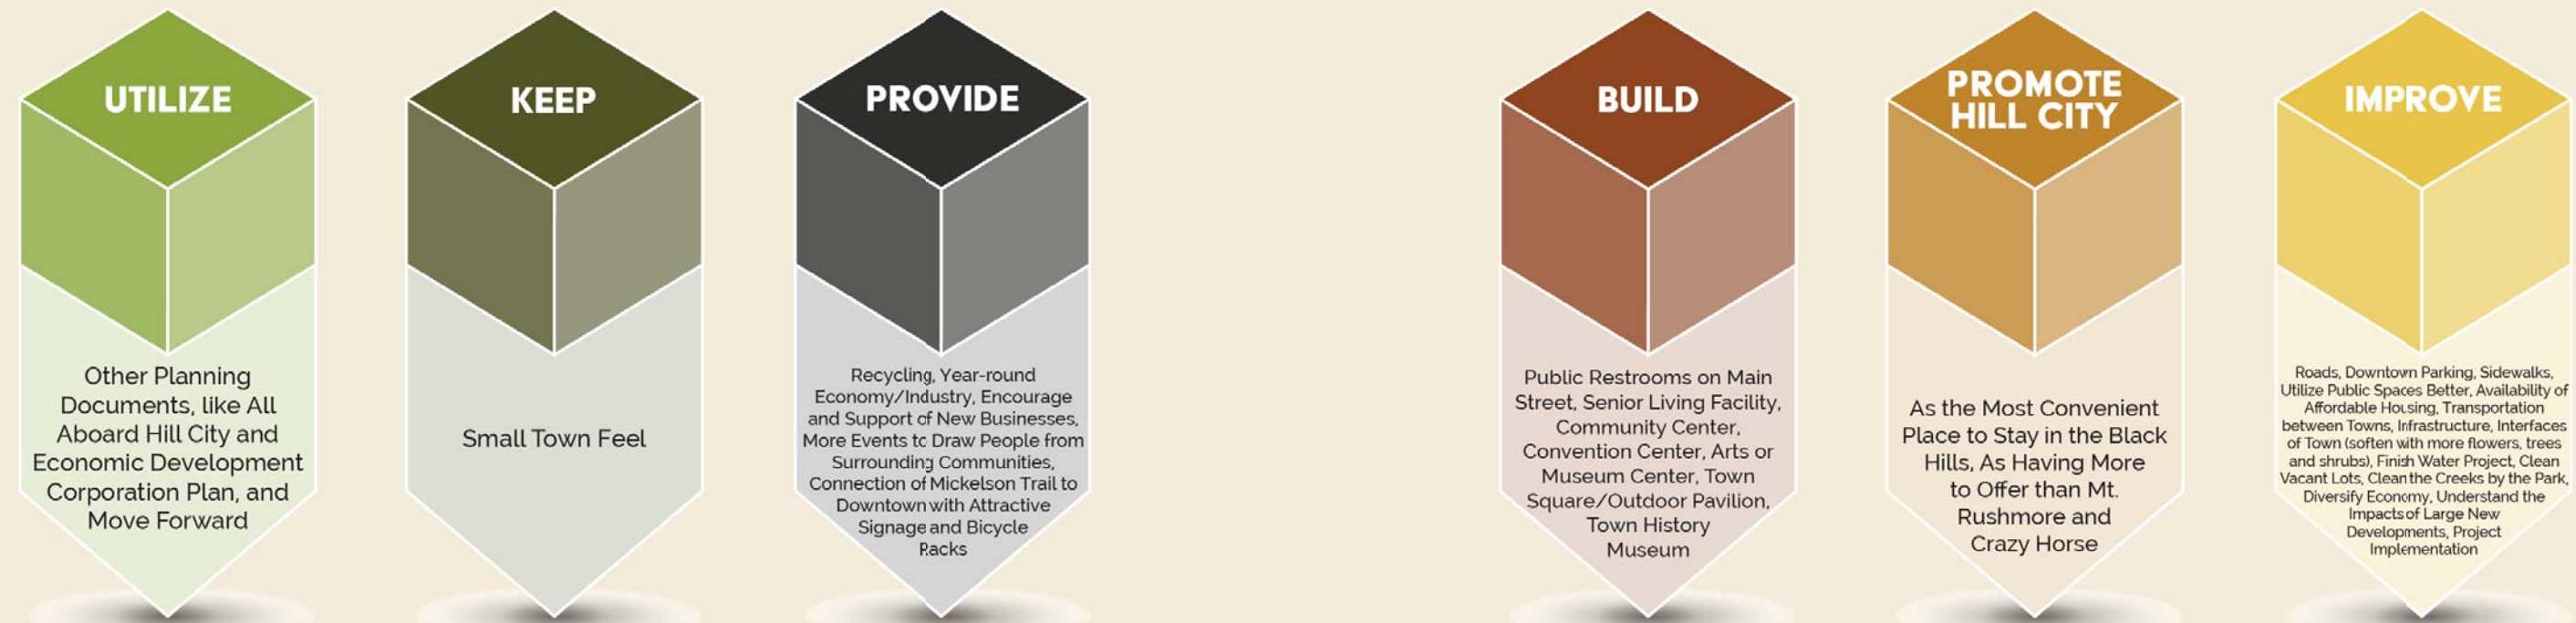 UTILIZE
Other Planning
Documents, like All
Aboard Hill City and
Economic Development
Corporation Plan, and
Move Forward
KEEP
Small Town Feel
PROVIDE
Recycling, Year-round
Economy/Industry, Encourage
and Support of New Businesses,
More Events to Draw People from
Surrounding Communities,
Connection of Mickelson Trail to
Downtown with Attractive
Signage and Bicycle
Racks
BUILD
Public Restrooms on Main
Street, Senior Living Facility,
Community Center,
Convention Center, Arts or
Museum Center, Town
Square/Outdoor Pavilion,
Town History
Museum
PROMOTE
HILL CITY
As the Most Convenient
Place to Stay in the Black
Hills, As Having More
to Offer than Mt.
Rushmore and
Crazy Horse
IMPROVE
Roads, Downtown Parking, Sidewalks,
Utilize Public Spaces Better, Availability of
Affordable Housing, Transportation
between Towns, Infrastructure, Interfaces
of Town (soften with more flowers, trees
and shrubs), Finish Water Project, Clean
Vacant Lots, Clean the Creeks by the Park,
Diversify Economy, Understand the
Impacts of Large New
Developments, Project
Implementation